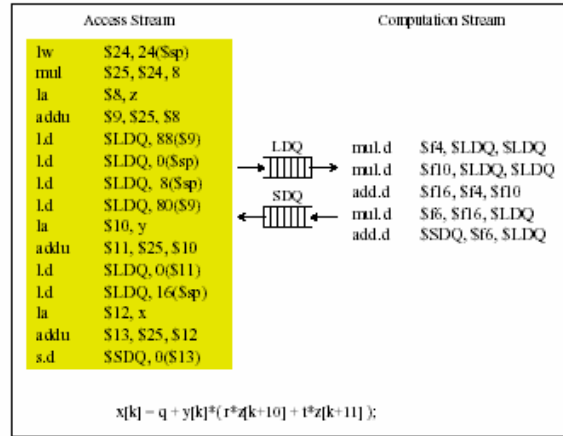 Access Stream
Computation Stream
lw $24, 24($sp)
mul $25, $24, 8
la $8, z
addu $9, $25, $8
l.d $LDQ, 88($9)
l.d $LDQ, 0($sp)
l.d $LDQ, 8($sp)
l.d $LDQ, 80($9)
la $10, y
addu $11, $25, $10
l.d $LDQ, 0($11)
l.d $LDQ, 16($sp)
la $12, x
addu $13, $25, $12
s.d $SDQ, 0($13)
LDQ
SDQ
mul.d $f4, $LDQ, $LDQ
mul.d $f10, $LDQ, $LDQ
add.d $f16, $f4, $f10
mul.d $f6, $f16, $LDQ
add.d $SDQ, $f6, $LDQ
x[k] = q + y[k]*( r*z[k+10] + t*z[k+11] );